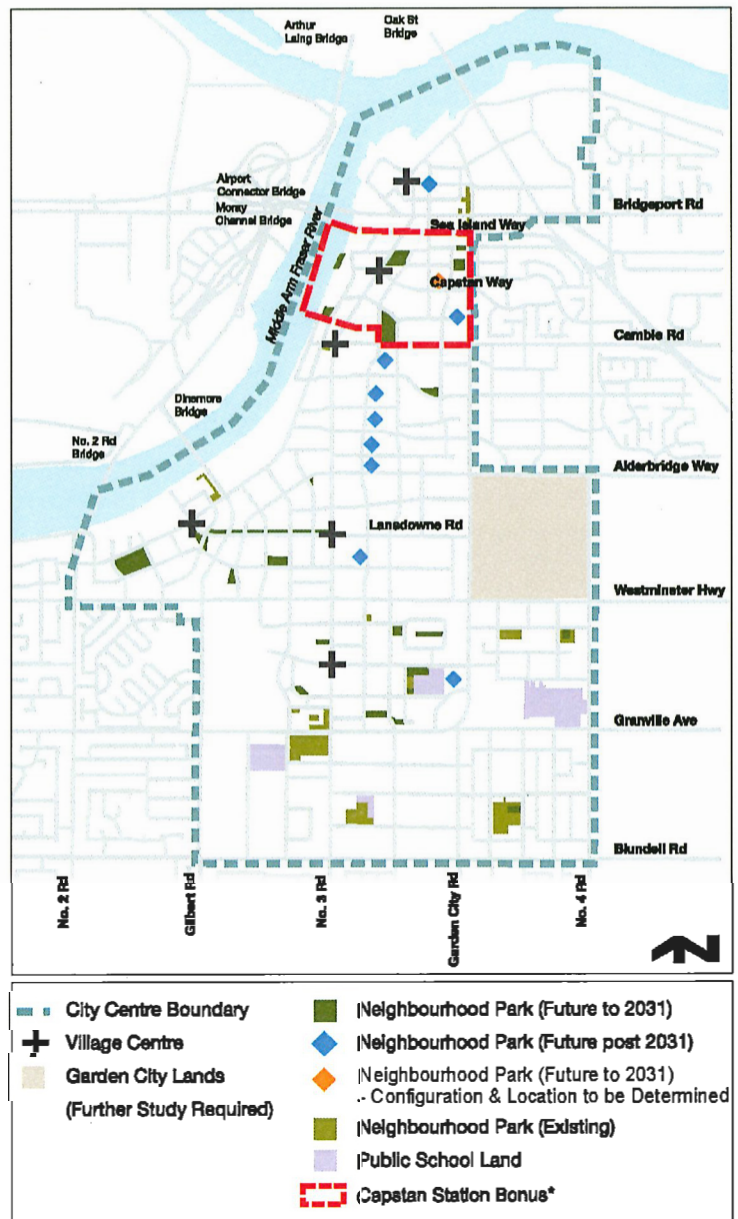 Arthur
Laing Bridge
Oak St
Bridge
Airport
Connector Bridge
Moray
Channel Bridge
Bridgeport Rd
Sea Island Way
Middle Arm Fraser River
Capstan Way
Cambie Rd
Dinsmore
Bridge
No. 2 Rd
Bridge
Alderbridge Way
Lansdowne Rd
Westminster Hwy
Granville Ave
Blundell Rd
No. 2 Rd
Gilbert Rd
No. 3 Rd
Garden City Rd
No. 4 Rd
N
City Centre Boundary
Village Centre
Garden City Lands
(Further Study Required)
Neighbourhood Park (Future to 2031)
Neighbourhood Park (Future post 2031)
Neighbourhood Park (Future to 2031)
- Configuration & Location to be Determined
Neighbourhood Park (Existing)
Public School Land
Capstan Station Bonus*